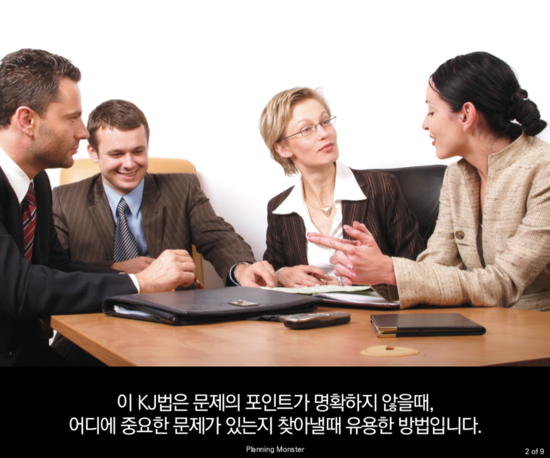 이 KJ법은 문제의 포인트가 명확하지 않을때,
어디에 중요한 문제가 있는지 찾아낼때 유용한 방법입니다.
Planning Monster
2 of 9